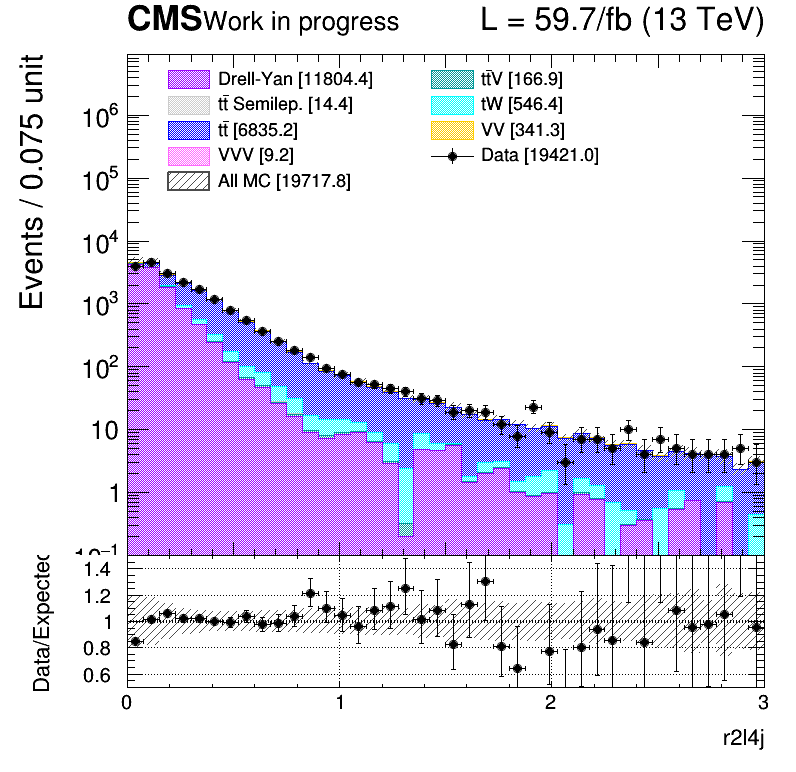 CMS Work in progress L = 59.7/fb (13 TeV)
Drell-Yan [11804.4] tt̄V [166.9]
tt̄ Semilep. [14.4] tW [546.4]
tt̄ [6835.2] VV [341.3]
VVV [9.2] Data [19421.0]
All MC [19717.8]
Events / 0.075 unit
10⁶
10⁵
10⁴
10³
10²
10
1
10⁻¹
Data/Expected
1.4
1.2
1
0.8
0.6
0 1 2 3
r2l4j